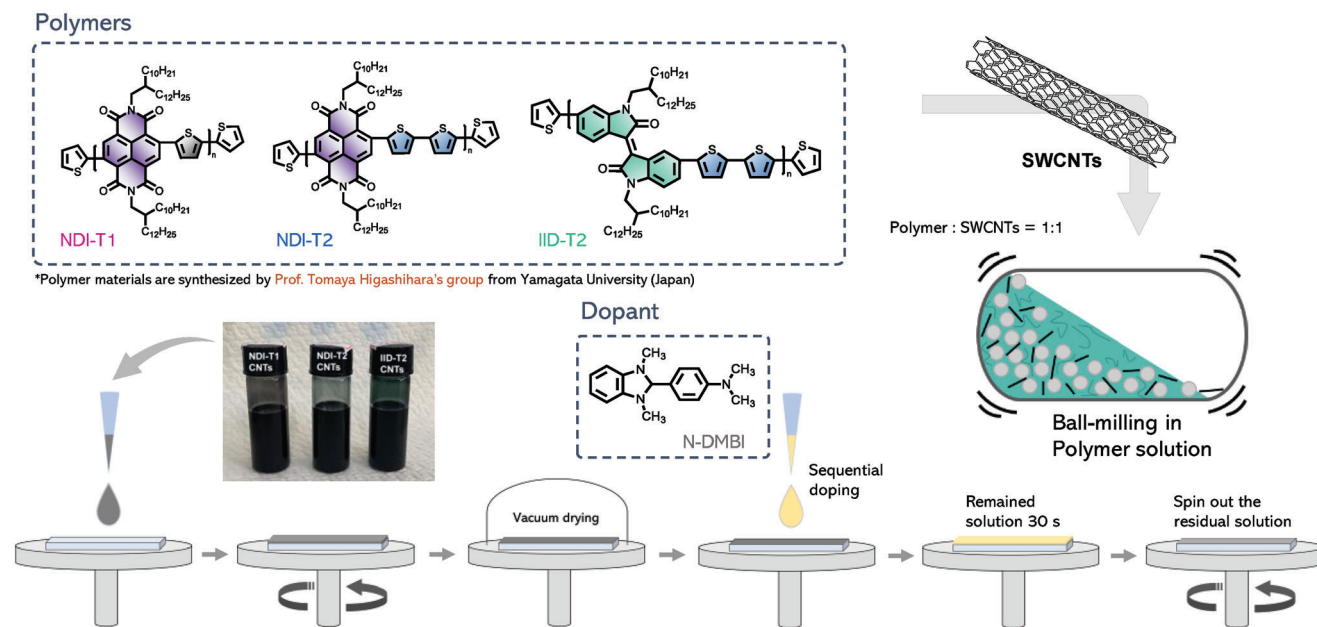 Polymers
C10H21
C12H25
O
N
O
S
S
S
n
O
N
O
C10H21
C12H25
NDI-T1
C10H21
C12H25
O
N
O
S
S
S
S
n
O
N
O
C10H21
C12H25
NDI-T2
C10H21
C12H25
N
O
S
S
S
S
n
O
N
C10H21
C12H25
IID-T2
*Polymer materials are synthesized by Prof. Tomaya Higashihara's group from Yamagata University (Japan)
SWCNTs
Polymer : SWCNTs = 1:1
Ball-milling in
Polymer solution
NDI-T1
CNTs
NDI-T2
CNTs
IID-T2
CNTs
Dopant
CH3
N
N
CH3
CH3
N
CH3
N-DMBI
Vacuum drying
Sequential
doping
Remained
solution 30 s
Spin out the
residual solution